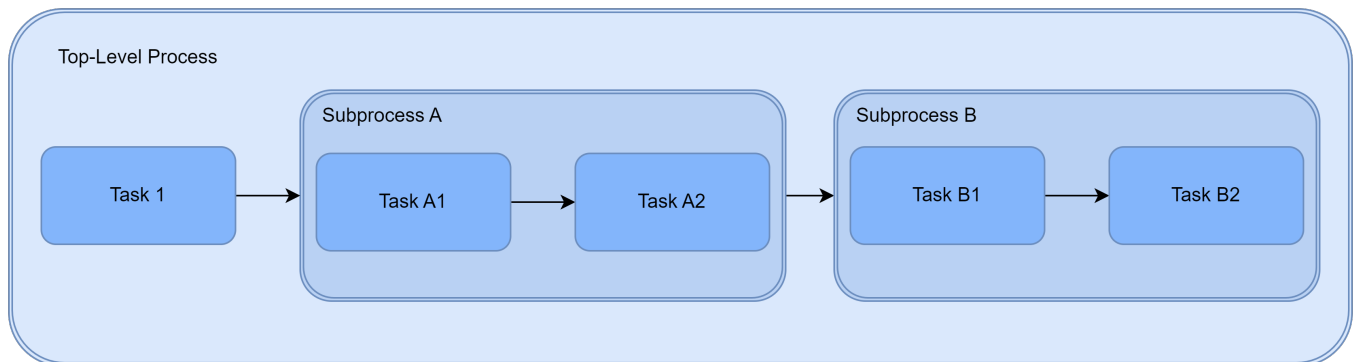 Top-Level Process
Subprocess A
Subprocess B
Task 1
Task A1
Task A2
Task B1
Task B2